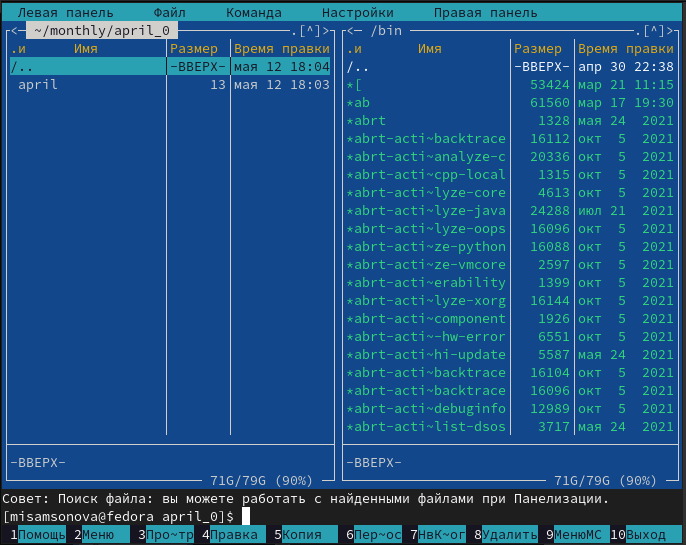 Левая панель Файл Команда Настройки Правая панель
<─ ~/monthly/april_0 ─.[^]> <─ /bin ─.[^]>
.и Имя Размер Время правки .и Имя Размер Время правки
/.. -ВВЕРХ- мая 12 18:04 /.. -ВВЕРХ- апр 30 22:38
april 13 мая 12 18:03 *[ 53424 мар 21 11:15
*ab 61560 мар 17 19:30
*abrt 1328 мая 24 2021
*abrt-acti~backtrace 16112 окт 5 2021
*abrt-acti~analyze-c 20336 окт 5 2021
*abrt-acti~cpp-local 1315 окт 5 2021
*abrt-acti~lyze-core 4613 окт 5 2021
*abrt-acti~lyze-java 24288 июл 21 2021
*abrt-acti~lyze-oops 16096 окт 5 2021
*abrt-acti~ze-python 16088 окт 5 2021
*abrt-acti~ze-vmcore 2597 окт 5 2021
*abrt-acti~erability 1399 окт 5 2021
*abrt-acti~lyze-xorg 16144 окт 5 2021
*abrt-acti~component 1926 окт 5 2021
*abrt-acti~-hw-error 6551 окт 5 2021
*abrt-acti~hi-update 5587 мая 24 2021
*abrt-acti~backtrace 16104 окт 5 2021
*abrt-acti~backtrace 16096 окт 5 2021
*abrt-acti~debuginfo 12989 окт 5 2021
*abrt-acti~list-dsos 3717 мая 24 2021
-ВВЕРХ- -ВВЕРХ-
71G/79G (90%) 71G/79G (90%)
Совет: Поиск файла: вы можете работать с найденными файлами при Панелизации.
[misamsonova@fedora april_0]$
1Помощь 2Меню 3Про~тр 4Правка 5Копия 6Пер~ос 7НвК~ог 8Удалить 9МенюМС 10Выход